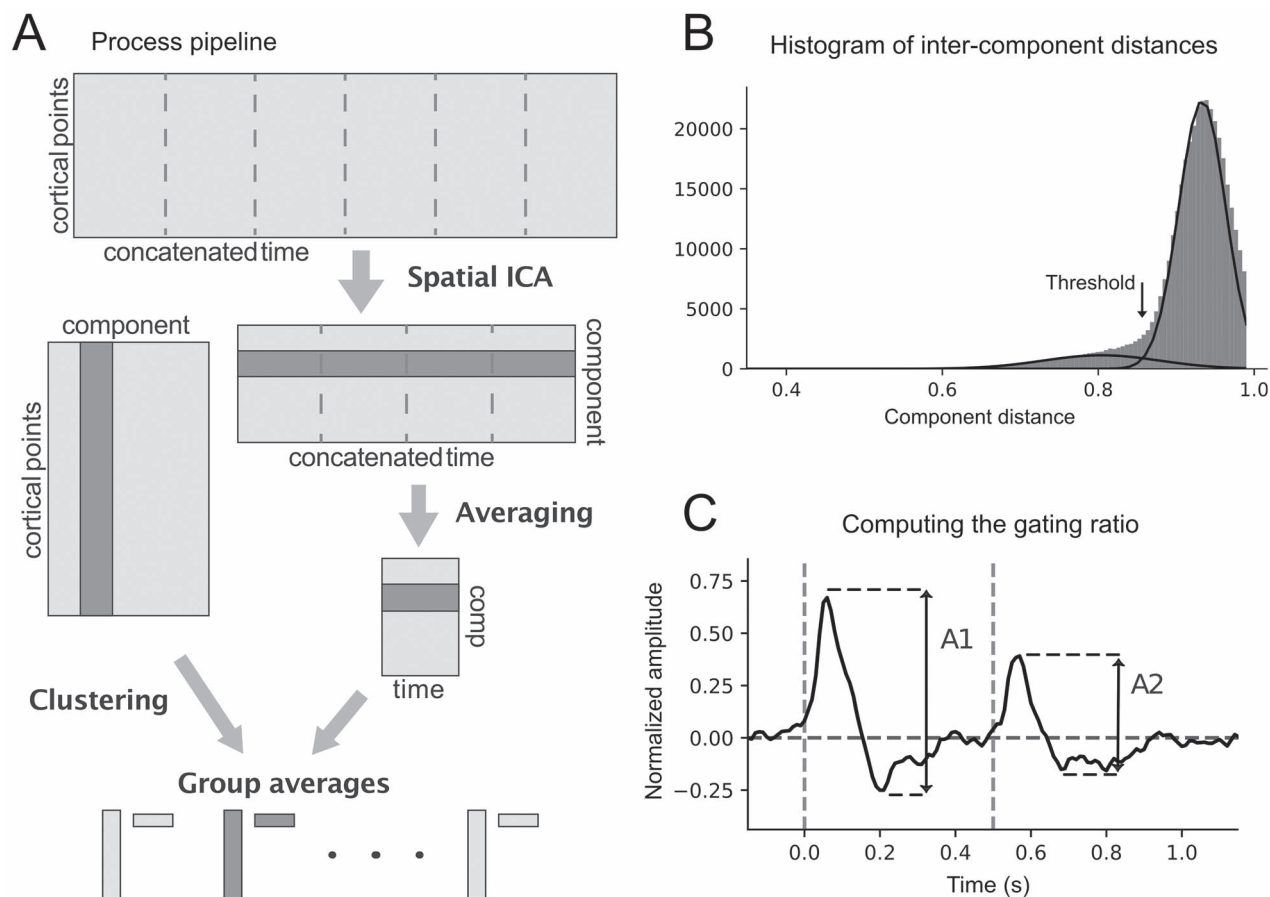 A
Process pipeline
cortical points
concatenated time
Spatial ICA
component
cortical points
component
concatenated time
Averaging
comp
time
Clustering
Group averages
B
Histogram of inter-component distances
20000
15000
10000
5000
0
Threshold
0.4 0.6 0.8 1.0
Component distance
C
Computing the gating ratio
Normalized amplitude
0.75
0.50
0.25
0.00
−0.25
A1
A2
0.0 0.2 0.4 0.6 0.8 1.0
Time (s)